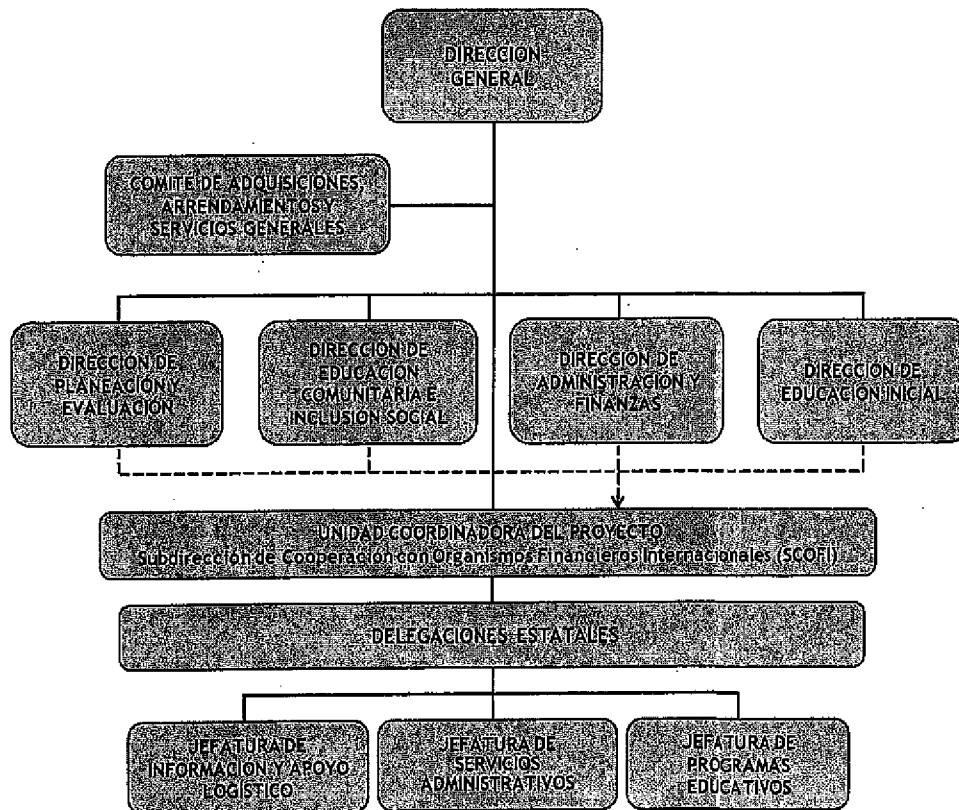 DIRECCION
GENERAL
COMITE DE ADQUISICIONES,
ARRENDAMIENTOS Y
SERVICIOS GENERALES
DIRECCION DE
PLANEACION Y
EVALUACION
DIRECCION DE
EDUCACION
COMUNITARIA E
INCLUSION SOCIAL
DIRECCION DE
ADMINISTRACION Y
FINANZAS
DIRECCION DE
EDUCACION INICIAL
UNIDAD COORDINADORA DEL PROYECTO
Subdirección de Cooperación con Organismos Financieros Internacionales (SCOFI)
DELEGACIONES ESTATALES
JEFATURA DE
INFORMACION Y APOYO
LOGISTICO
JEFATURA DE
SERVICIOS
ADMINISTRATIVOS
JEFATURA DE
PROGRAMAS
EDUCATIVOS